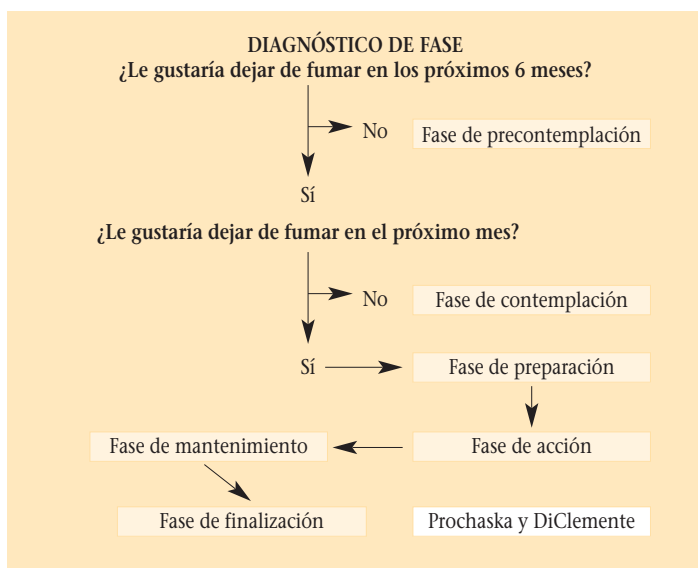 DIAGNÓSTICO DE FASE
¿Le gustaría dejar de fumar en los próximos 6 meses?
No
Fase de precontemplación
Sí
¿Le gustaría dejar de fumar en el próximo mes?
No
Fase de contemplación
Sí
Fase de preparación
Fase de mantenimiento
Fase de acción
Fase de finalización
Prochaska y DiClemente